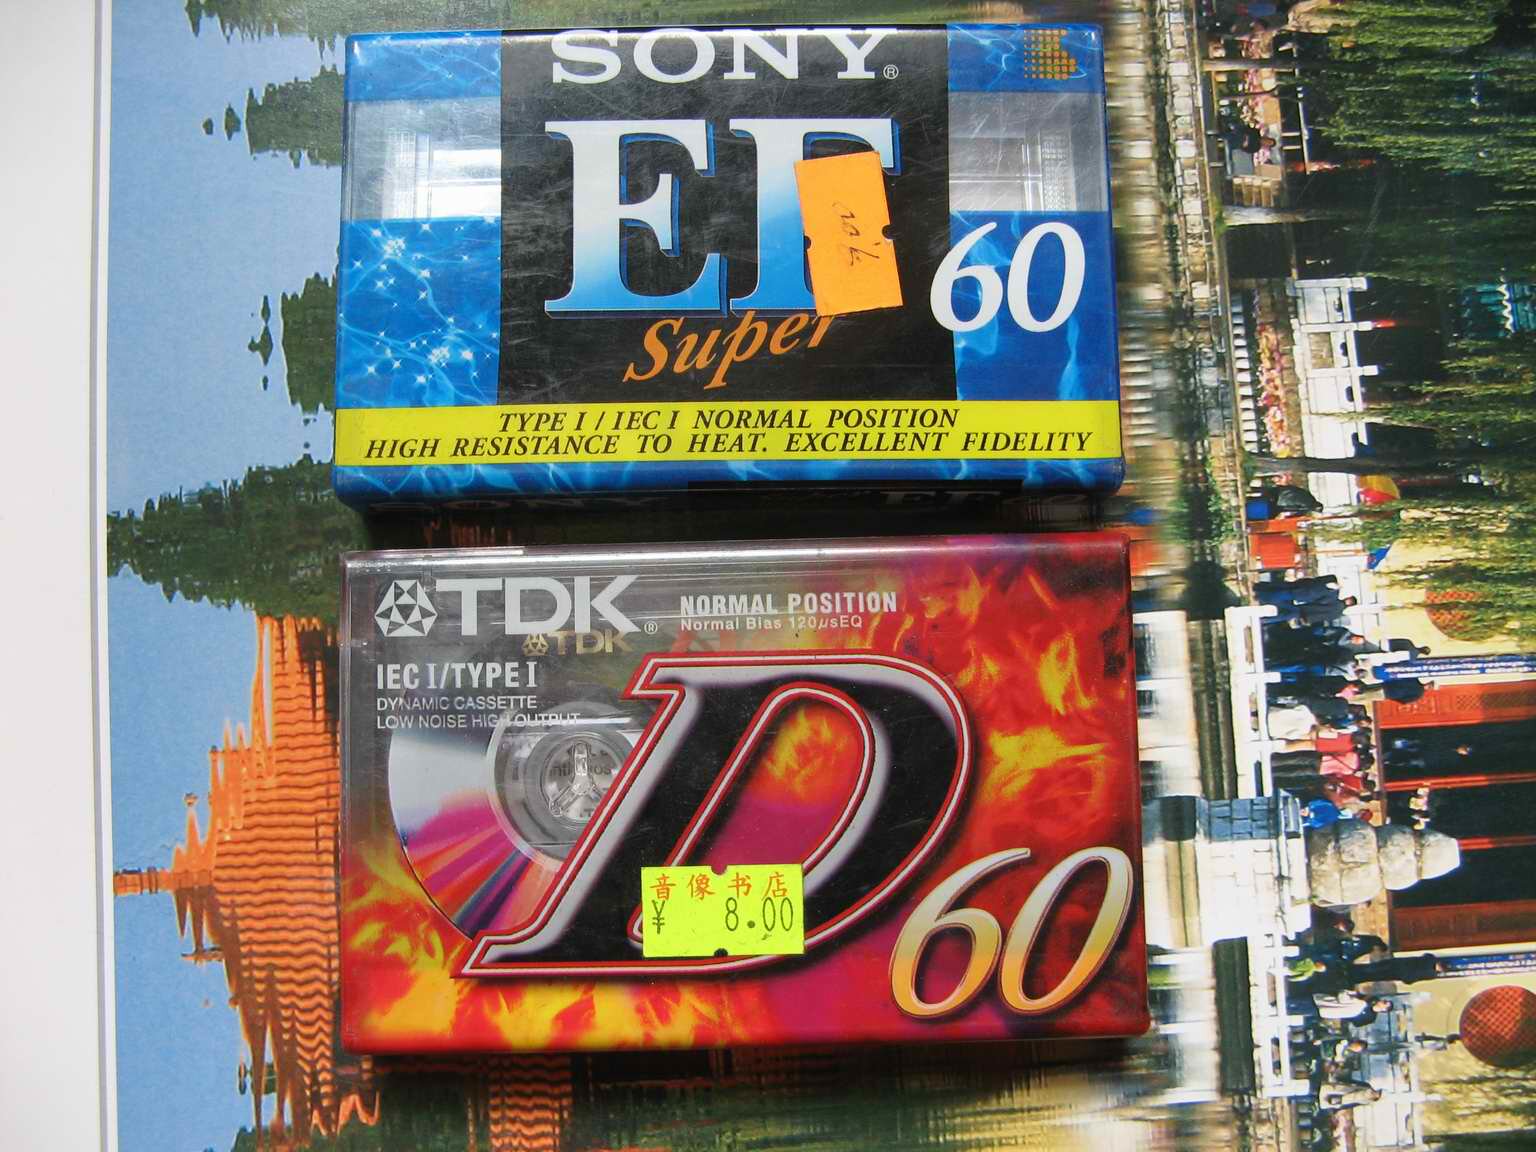 SONY®
EF
60
Super
TYPE I / IEC I NORMAL POSITION
HIGH RESISTANCE TO HEAT. EXCELLENT FIDELITY
TDK®
NORMAL POSITION
Normal Bias 120μsEQ
TDK
IEC I/TYPE I
DYNAMIC CASSETTE
LOW NOISE HIGH OUTPUT
D
60
音像书店
¥ 8.00